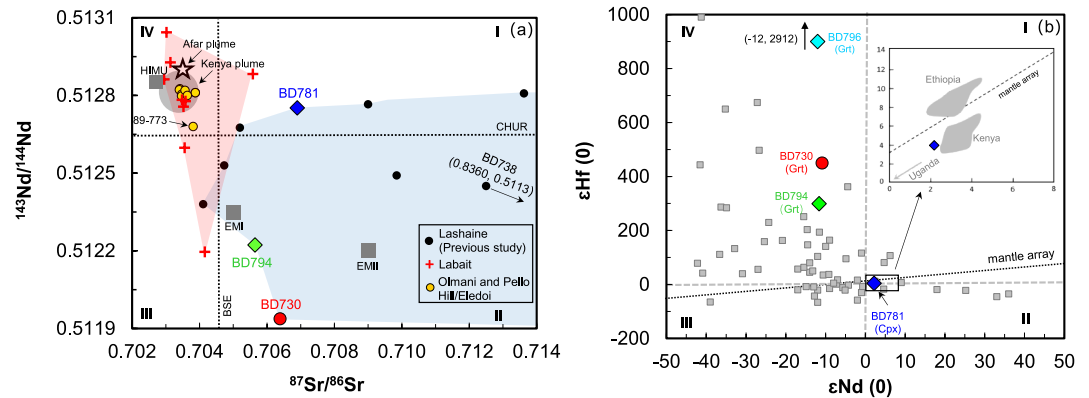 IV
I
(a)
Afar plume
Kenya plume
HIMU
BD781
89-773
CHUR
BD738
(0.8360, 0.5113)
EMI
EMII
BD794
BD730
Lashaine
(Previous study)
Labait
Olmani and Pello
Hill/Eledoi
III
BSE
II
0.5131
0.5128
0.5125
0.5122
0.5119
0.702
0.704
0.706
0.708
0.710
0.712
0.714
143Nd/144Nd
87Sr/86Sr
IV
I
(b)
(-12, 2912)
BD796
(Grt)
BD730
(Grt)
BD794
(Grt)
14
12
10
8
6
4
2
0
0
2
4
6
8
Ethiopia
mantle array
Kenya
Uganda
mantle array
BD781
(Cpx)
III
II
1000
800
600
400
200
0
-200
-50
-40
-30
-20
-10
0
10
20
30
40
50
εHf (0)
εNd (0)